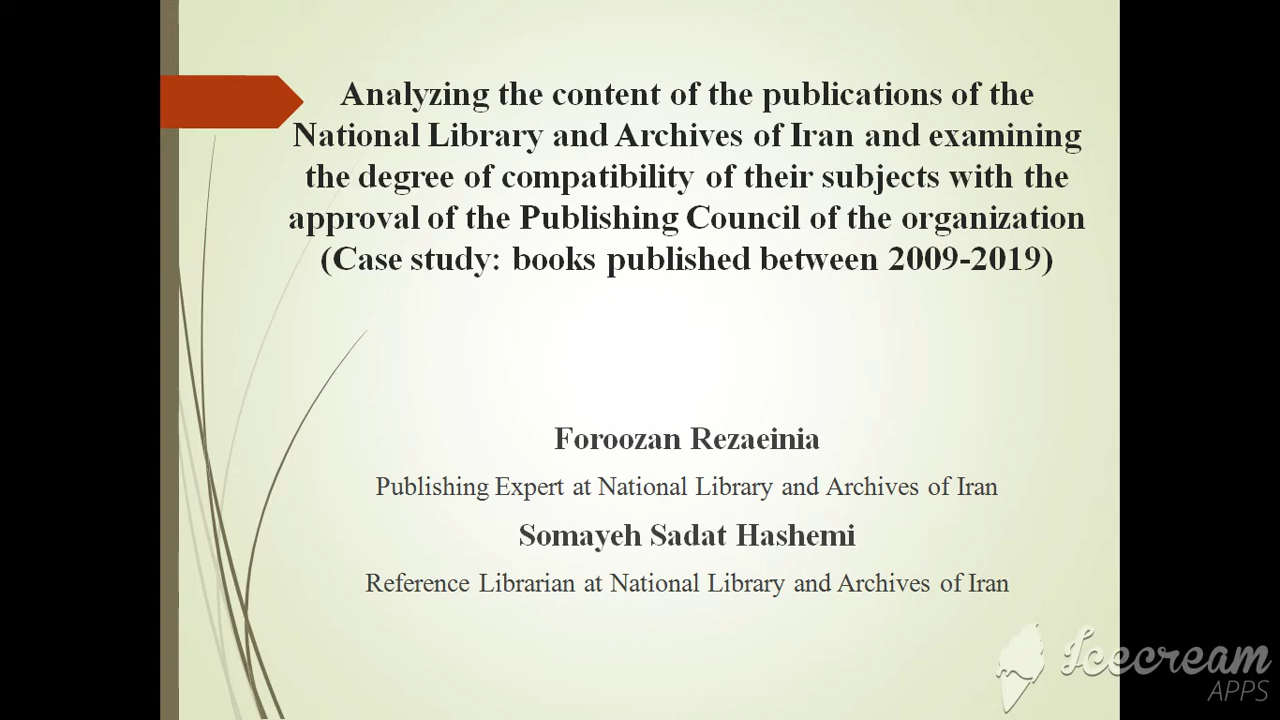 Analyzing the content of the publications of the
National Library and Archives of Iran and examining
the degree of compatibility of their subjects with the
approval of the Publishing Council of the organization
(Case study: books published between 2009-2019)
Foroozan Rezaeinia
Publishing Expert at National Library and Archives of Iran
Somayeh Sadat Hashemi
Reference Librarian at National Library and Archives of Iran
Icecream
APPS